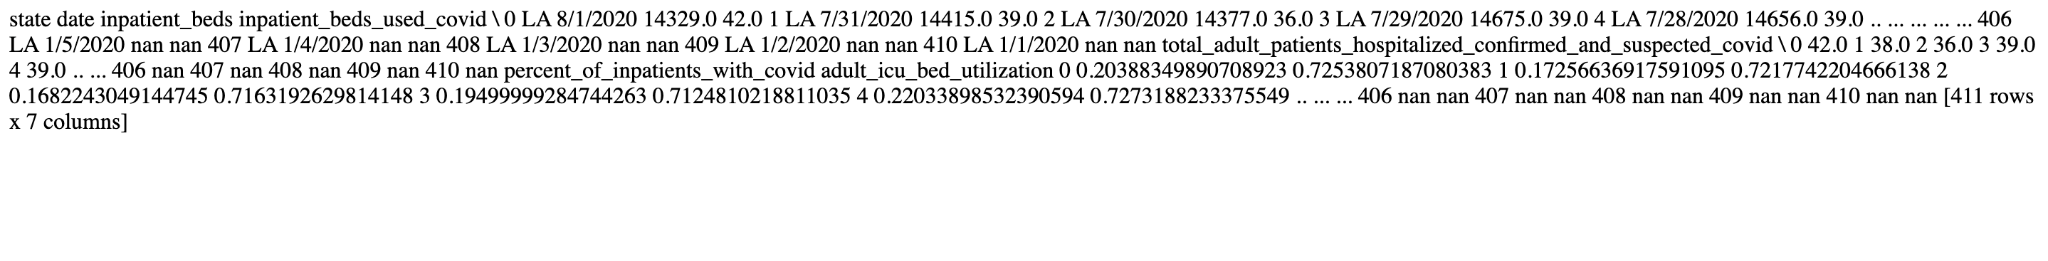 state date inpatient_beds inpatient_beds_used_covid \ 0 LA 8/1/2020 14329.0 42.0 1 LA 7/31/2020 14415.0 39.0 2 LA 7/30/2020 14377.0 36.0 3 LA 7/29/2020 14675.0 39.0 4 LA 7/28/2020 14656.0 39.0 .. ... ... ... ... 406
LA 1/5/2020 nan nan 407 LA 1/4/2020 nan nan 408 LA 1/3/2020 nan nan 409 LA 1/2/2020 nan nan 410 LA 1/1/2020 nan nan total_adult_patients_hospitalized_confirmed_and_suspected_covid \ 0 42.0 1 38.0 2 36.0 3 39.0
4 39.0 .. ... 406 nan 407 nan 408 nan 409 nan 410 nan percent_of_inpatients_with_covid adult_icu_bed_utilization 0 0.20388349890708923 0.7253807187080383 1 0.17256636917591095 0.7217742204666138 2
0.1682243049144745 0.7163192629814148 3 0.19499999284744263 0.7124810218811035 4 0.22033898532390594 0.7273188233375549 .. ... ... 406 nan nan 407 nan nan 408 nan nan 409 nan nan 410 nan nan [411 rows
x 7 columns]